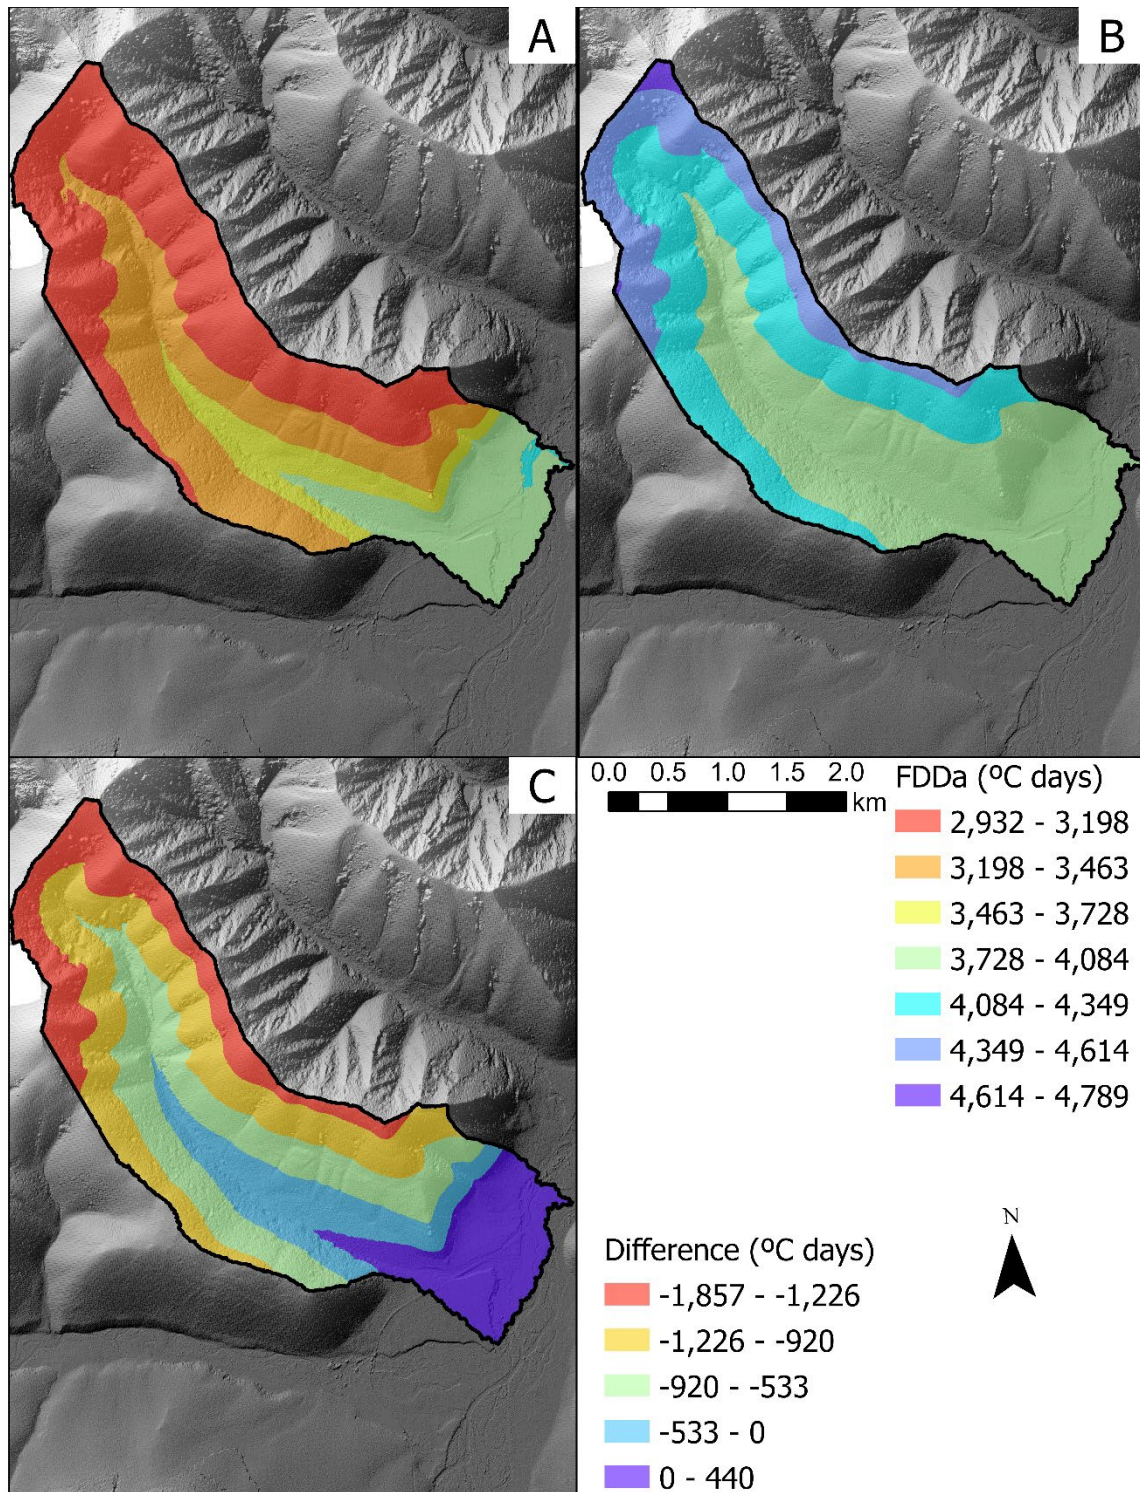 A
B
C
0.0 0.5 1.0 1.5 2.0
km
FDDa (ºC days)
2,932 - 3,198
3,198 - 3,463
3,463 - 3,728
3,728 - 4,084
4,084 - 4,349
4,349 - 4,614
4,614 - 4,789
N
Difference (ºC days)
-1,857 - -1,226
-1,226 - -920
-920 - -533
-533 - 0
0 - 440